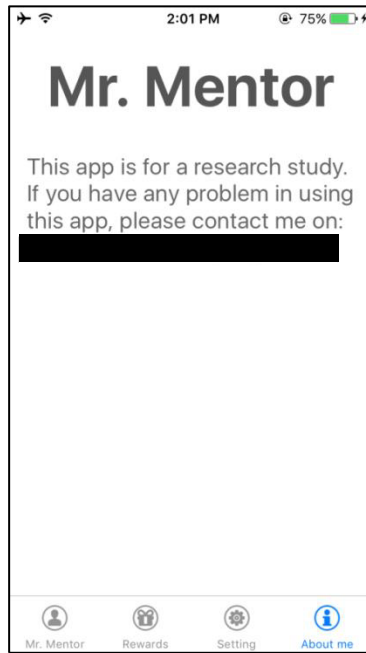 2:01 PM
75%
Mr. Mentor
This app is for a research study.
If you have any problem in using
this app, please contact me on:
Mr. Mentor
Rewards
Setting
About me